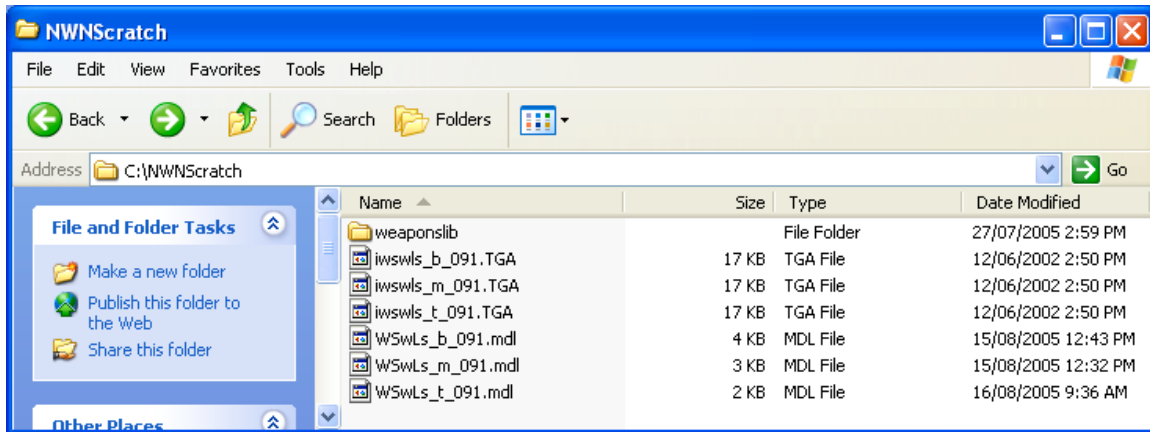 NWNScratch
File Edit View Favorites Tools Help
Back Search Folders
Address C:\NWNScratch Go
File and Folder Tasks
Make a new folder
Publish this folder to
the Web
Share this folder
Other Places
Name Size Type Date Modified
weaponslib File Folder 27/07/2005 2:59 PM
iwswls_b_091.TGA 17 KB TGA File 12/06/2002 2:50 PM
iwswls_m_091.TGA 17 KB TGA File 12/06/2002 2:50 PM
iwswls_t_091.TGA 17 KB TGA File 12/06/2002 2:50 PM
WSwLs_b_091.mdl 4 KB MDL File 15/08/2005 12:43 PM
WSwLs_m_091.mdl 3 KB MDL File 15/08/2005 12:32 PM
WSwLs_t_091.mdl 2 KB MDL File 16/08/2005 9:36 AM